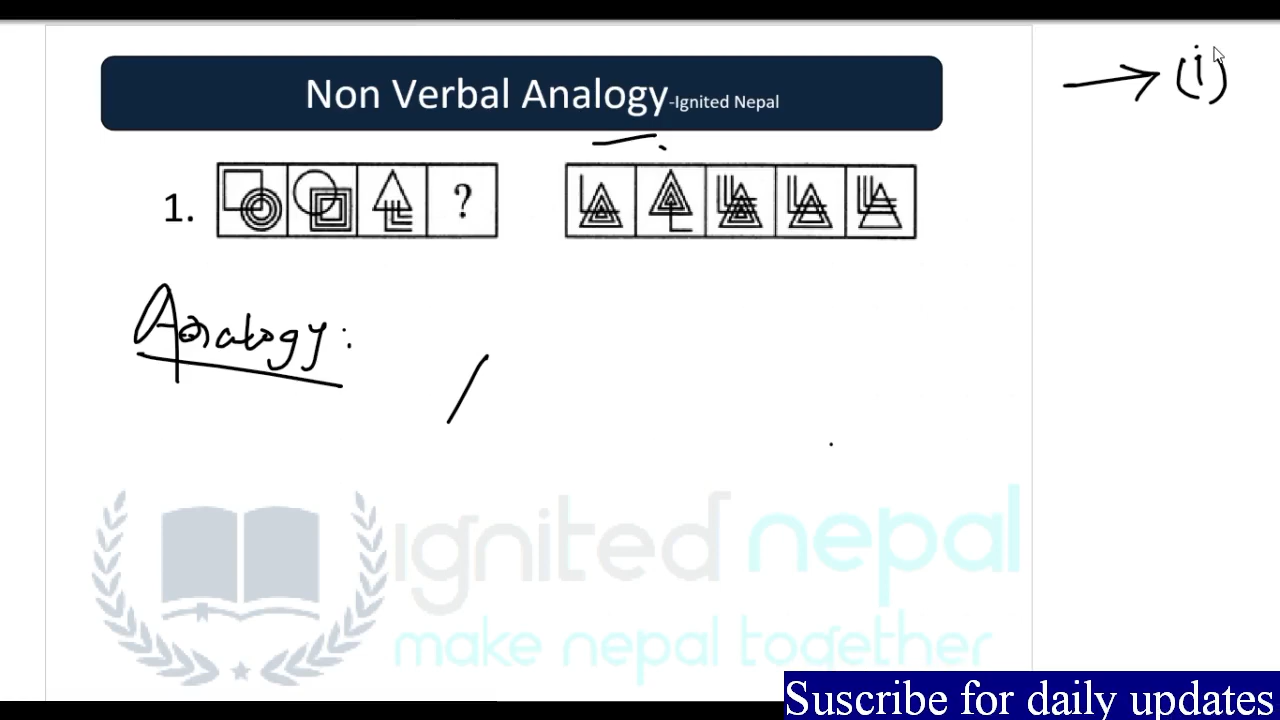 Non Verbal Analogy-Ignited Nepal
(i)
1.
?
Analogy:
ignited nepal
make nepal together
Suscribe for daily updates